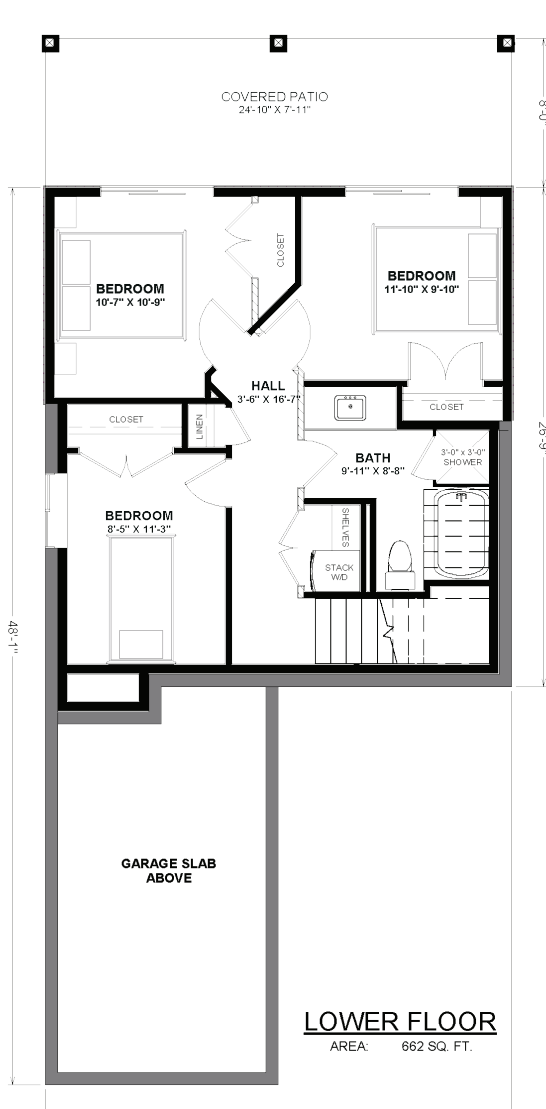 COVERED PATIO
24'-10" X 7'-11"
8'-0"
CLOSET
BEDROOM
10'-7" X 10'-9"
BEDROOM
11'-10" X 9'-10"
HALL
3'-6" X 16'-7"
CLOSET
CLOSET
LINEN
BATH
9'-11" X 8'-8"
3'-0" x 3'-0"
SHOWER
BEDROOM
8'-5" X 11'-3"
SHELVES
STACK
W/D
48'-1"
GARAGE SLAB
ABOVE
LOWER FLOOR
AREA: 662 SQ. FT.